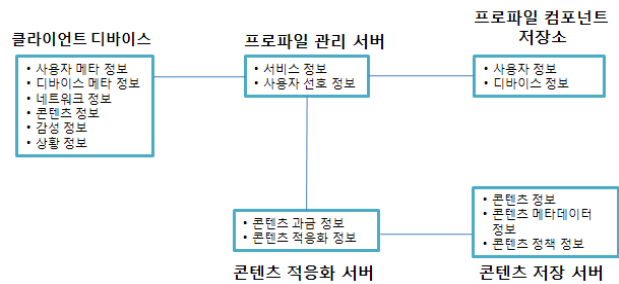 클라이언트 디바이스
• 사용자 메타 정보
• 디바이스 메타 정보
• 네트워크 정보
• 콘텐츠 정보
• 감성 정보
• 상황 정보
프로파일 관리 서버
• 서비스 정보
• 사용자 선호 정보
프로파일 컴포넌트
저장소
• 사용자 정보
• 디바이스 정보
• 콘텐츠 과금 정보
• 콘텐츠 적응화 정보
콘텐츠 적응화 서버
• 콘텐츠 정보
• 콘텐츠 메타데이터
정보
• 콘텐츠 정책 정보
콘텐츠 저장 서버